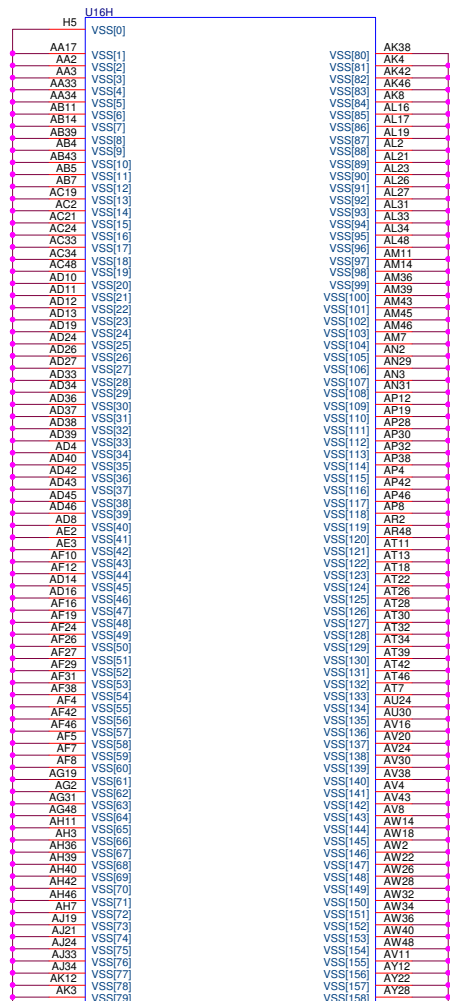 U16H
H5 VSS[0]
AA17 VSS[1] VSS[80] AK38
AA2 VSS[2] VSS[81] AK4
AA3 VSS[3] VSS[82] AK42
AA33 VSS[4] VSS[83] AK46
AA34 VSS[5] VSS[84] AK8
AB11 VSS[6] VSS[85] AL16
AB14 VSS[7] VSS[86] AL17
AB39 VSS[8] VSS[87] AL19
AB4 VSS[9] VSS[88] AL2
AB43 VSS[10] VSS[89] AL21
AB5 VSS[11] VSS[90] AL23
AB7 VSS[12] VSS[91] AL26
AC19 VSS[13] VSS[92] AL27
AC2 VSS[14] VSS[93] AL31
AC21 VSS[15] VSS[94] AL33
AC24 VSS[16] VSS[95] AL34
AC33 VSS[17] VSS[96] AL48
AC34 VSS[18] VSS[97] AM11
AC48 VSS[19] VSS[98] AM14
AD10 VSS[20] VSS[99] AM36
AD11 VSS[21] VSS[100] AM39
AD12 VSS[22] VSS[101] AM43
AD13 VSS[23] VSS[102] AM45
AD19 VSS[24] VSS[103] AM46
AD24 VSS[25] VSS[104] AM7
AD26 VSS[26] VSS[105] AN2
AD27 VSS[27] VSS[106] AN29
AD33 VSS[28] VSS[107] AN3
AD34 VSS[29] VSS[108] AN31
AD36 VSS[30] VSS[109] AP12
AD37 VSS[31] VSS[110] AP19
AD38 VSS[32] VSS[111] AP28
AD39 VSS[33] VSS[112] AP30
AD4 VSS[34] VSS[113] AP32
AD40 VSS[35] VSS[114] AP38
AD42 VSS[36] VSS[115] AP4
AD43 VSS[37] VSS[116] AP42
AD45 VSS[38] VSS[117] AP46
AD46 VSS[39] VSS[118] AP8
AD8 VSS[40] VSS[119] AR2
AE2 VSS[41] VSS[120] AR48
AE3 VSS[42] VSS[121] AT11
AF10 VSS[43] VSS[122] AT13
AF12 VSS[44] VSS[123] AT18
AD14 VSS[45] VSS[124] AT22
AD16 VSS[46] VSS[125] AT26
AF16 VSS[47] VSS[126] AT28
AF19 VSS[48] VSS[127] AT30
AF24 VSS[49] VSS[128] AT32
AF26 VSS[50] VSS[129] AT34
AF27 VSS[51] VSS[130] AT39
AF29 VSS[52] VSS[131] AT42
AF31 VSS[53] VSS[132] AT46
AF38 VSS[54] VSS[133] AT7
AF4 VSS[55] VSS[134] AU24
AF42 VSS[56] VSS[135] AU30
AF46 VSS[57] VSS[136] AV16
AF5 VSS[58] VSS[137] AV20
AF7 VSS[59] VSS[138] AV24
AF8 VSS[60] VSS[139] AV30
AG19 VSS[61] VSS[140] AV38
AG2 VSS[62] VSS[141] AV4
AG31 VSS[63] VSS[142] AV43
AG48 VSS[64] VSS[143] AV8
AH11 VSS[65] VSS[144] AW14
AH3 VSS[66] VSS[145] AW18
AH36 VSS[67] VSS[146] AW2
AH39 VSS[68] VSS[147] AW22
AH40 VSS[69] VSS[148] AW26
AH42 VSS[70] VSS[149] AW28
AH46 VSS[71] VSS[150] AW32
AH7 VSS[72] VSS[151] AW34
AJ19 VSS[73] VSS[152] AW36
AJ21 VSS[74] VSS[153] AW40
AJ24 VSS[75] VSS[154] AW48
AJ33 VSS[76] VSS[155] AV11
AJ34 VSS[77] VSS[156] AY12
AK12 VSS[78] VSS[157] AY22
AK3 VSS[79] VSS[158] AY28